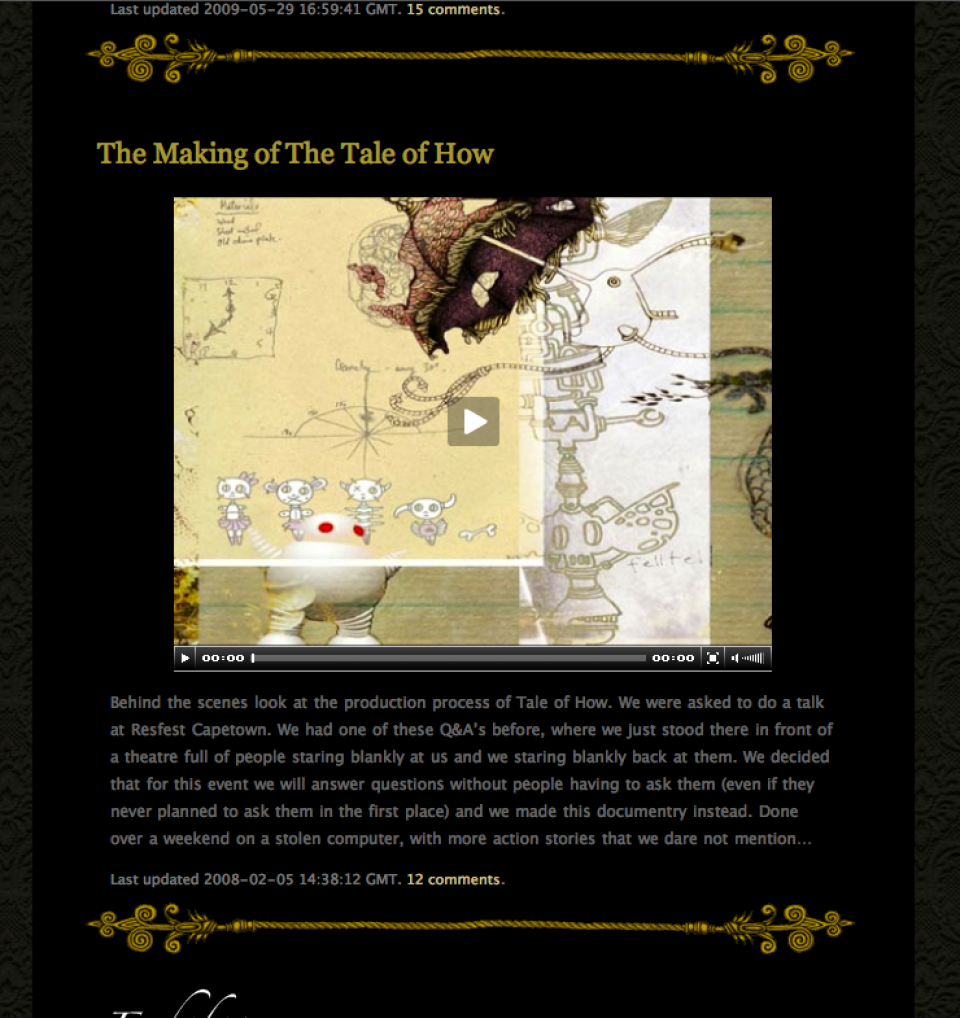 Last updated 2009-05-29 16:59:41 GMT. 15 comments.
The Making of The Tale of How
Materials
Wood
Sheet metal
Old chain plate.
fell fel
00:00
00:00
Behind the scenes look at the production process of Tale of How. We were asked to do a talk
at Resfest Capetown. We had one of these Q&A's before, where we just stood there in front of
a theatre full of people staring blankly at us and we staring blankly back at them. We decided
that for this event we will answer questions without people having to ask them (even if they
never planned to ask them in the first place) and we made this documentry instead. Done
over a weekend on a stolen computer, with more action stories that we dare not mention...
Last updated 2008-02-05 14:38:12 GMT. 12 comments.